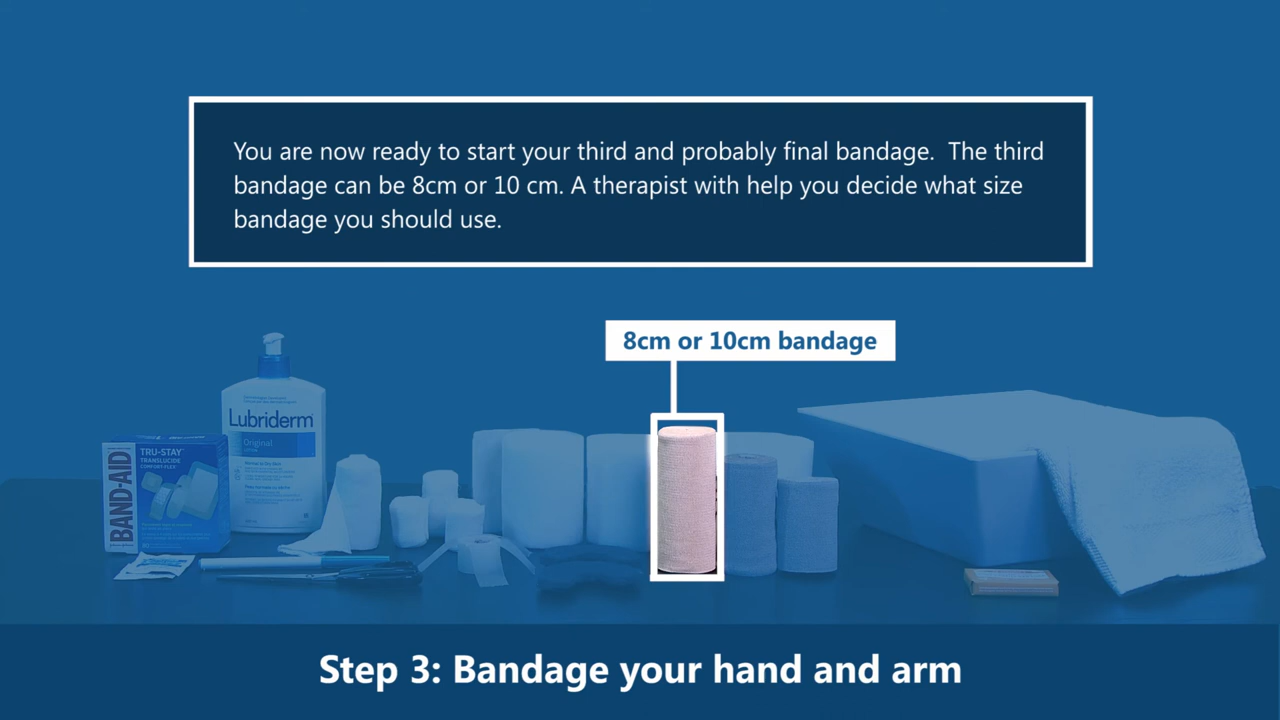 You are now ready to start your third and probably final bandage.  The third
bandage can be 8cm or 10 cm. A therapist with help you decide what size
bandage you should use.
8cm or 10cm bandage
Lubriderm
Original
TRU-STAY
TRANSLUCIDE
COMFORT-FLEX
BAND-AID
Step 3: Bandage your hand and arm